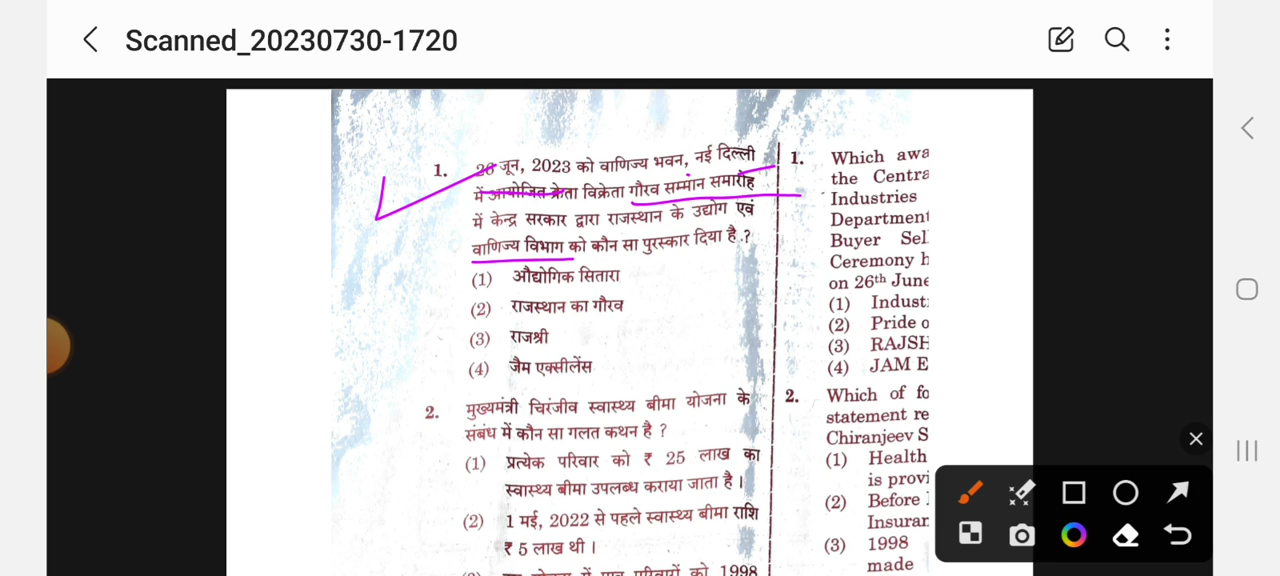 Scanned_20230730-1720
1. 26 जून, 2023 को वाणिज्य भवन, नई दिल्ली
में आयोजित क्रेता विक्रेता गौरव सम्मान समारोह
में केन्द्र सरकार द्वारा राजस्थान के उद्योग एवं
वाणिज्य विभाग को कौन सा पुरस्कार दिया है ?
(1) औद्योगिक सितारा
(2) राजस्थान का गौरव
(3) राजश्री
(4) जैम एक्सीलेंस
2. मुख्यमंत्री चिरंजीव स्वास्थ्य बीमा योजना के
संबंध में कौन सा गलत कथन है ?
(1) प्रत्येक परिवार को ₹ 25 लाख का
स्वास्थ्य बीमा उपलब्ध कराया जाता है ।
(2) 1 मई, 2022 से पहले स्वास्थ्य बीमा राशि
₹ 5 लाख थी ।
को 1998
1. Which awa
the Centra
Industries
Department
Buyer Sel
Ceremony h
on 26th June
(1) Indust
(2) Pride o
(3) RAJSH
(4) JAM E
2. Which of fo
statement re
Chiranjeev S
(1) Health
is provi
(2) Before
Insuran
(3) 1998
made